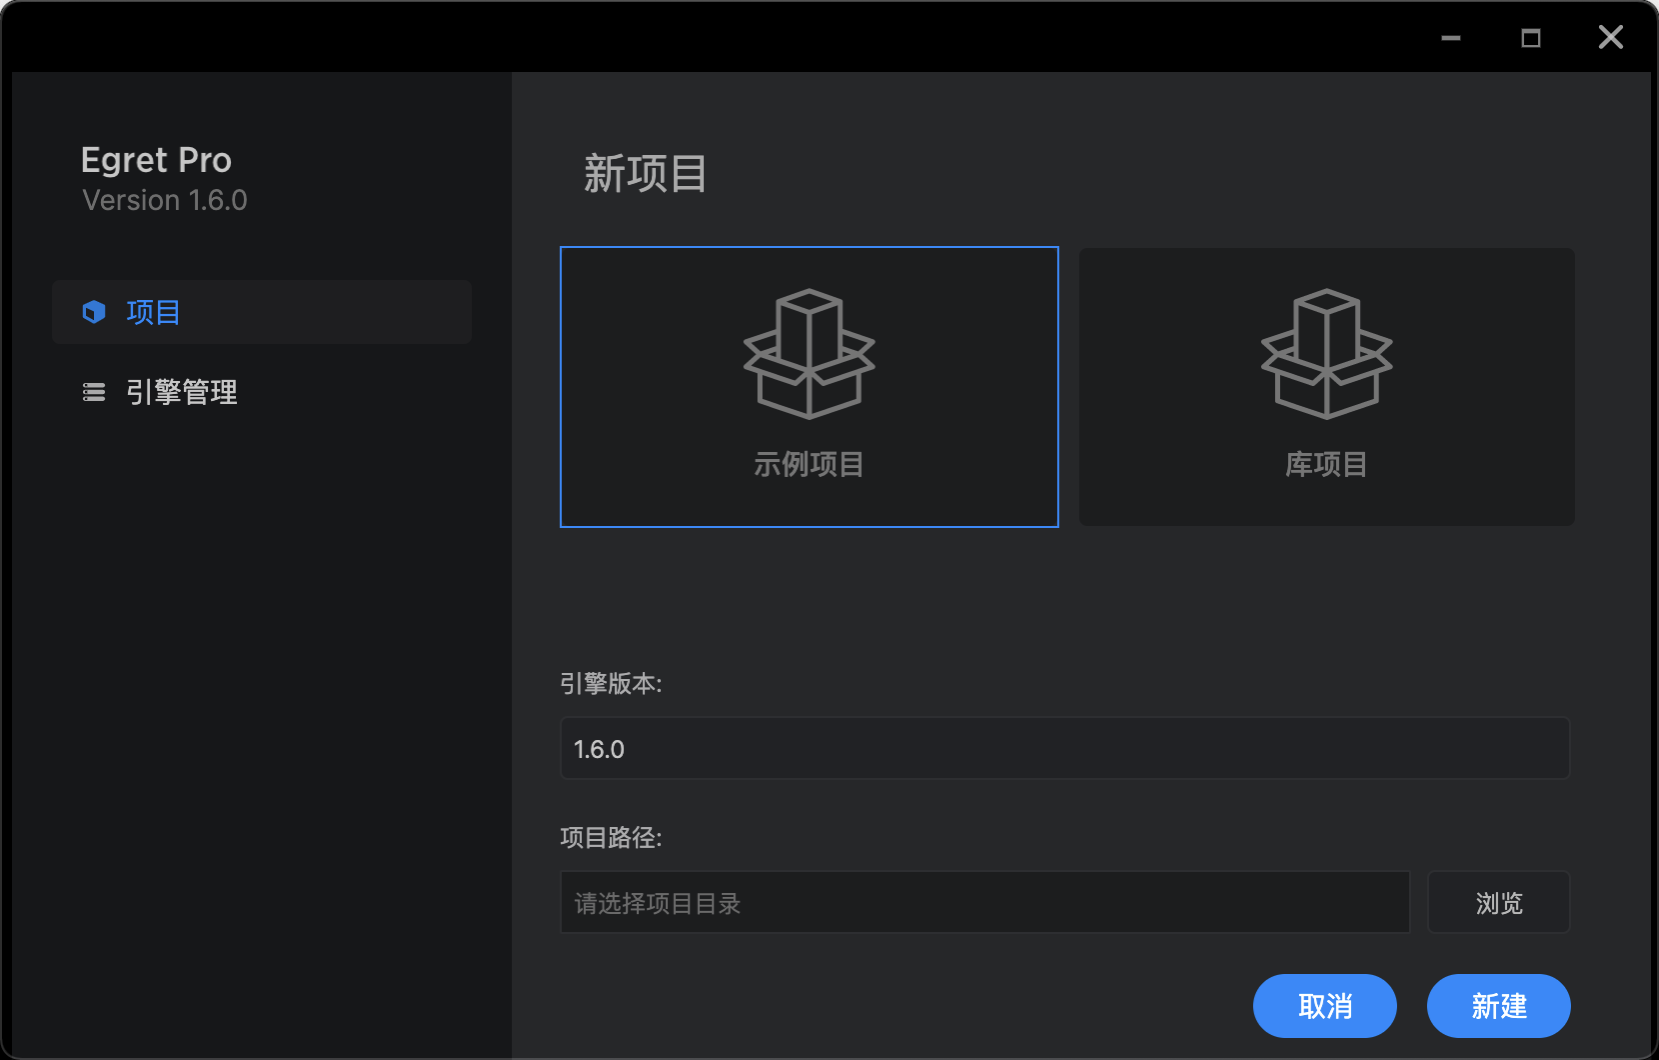 Egret Pro
Version 1.6.0
项目
引擎管理
新项目
示例项目
库项目
引擎版本:
1.6.0
项目路径:
请选择项目目录
浏览
取消
新建